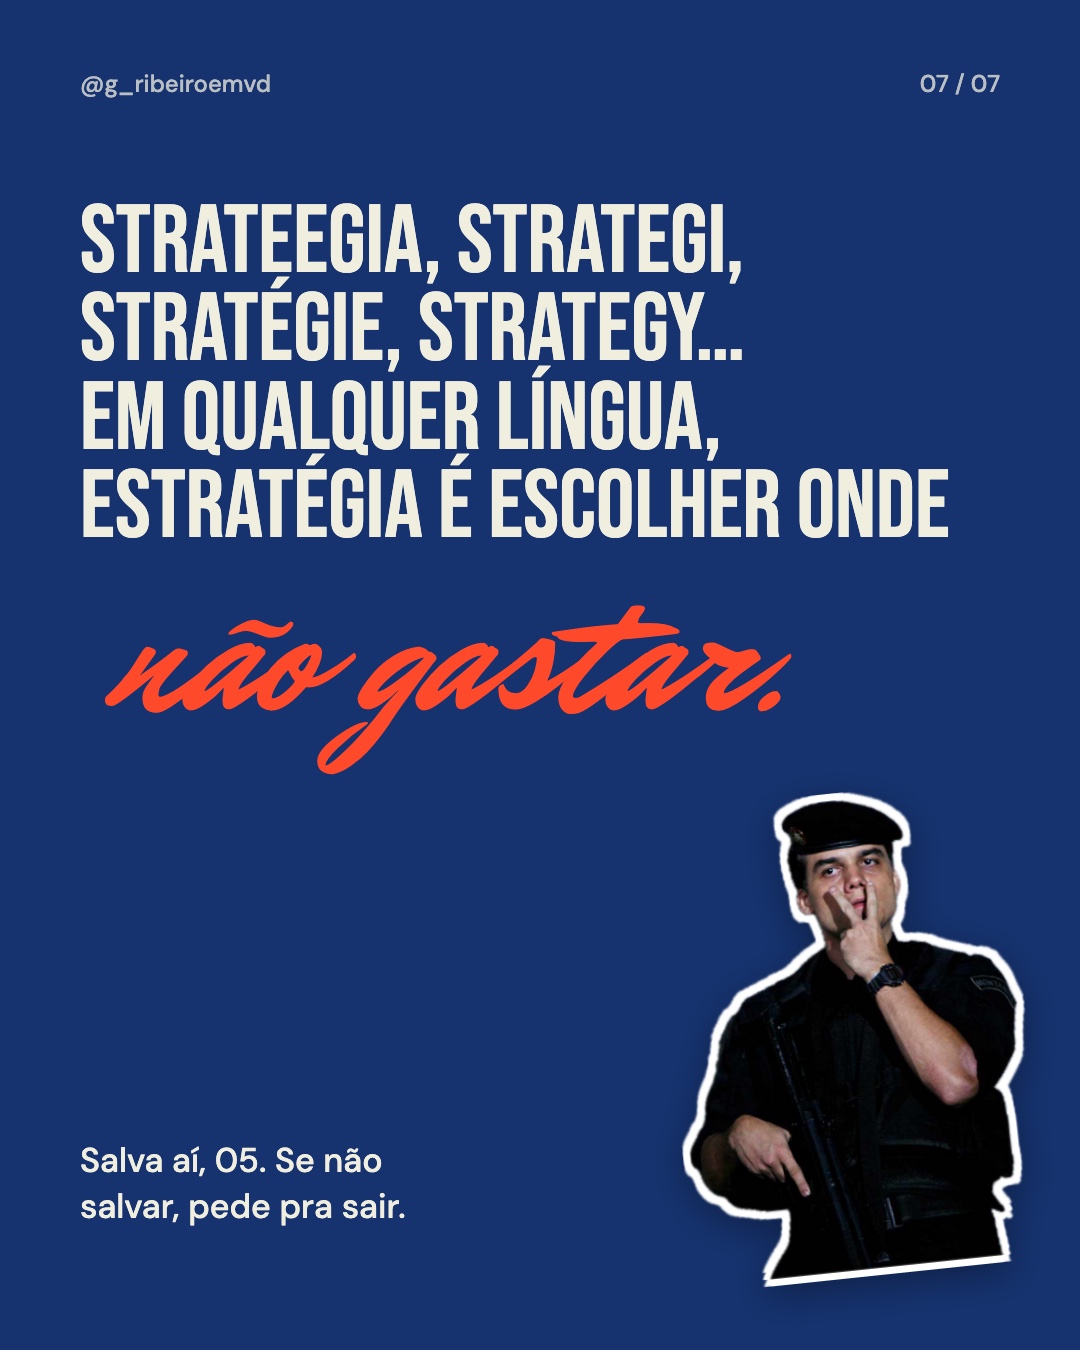 @g_ribeiroemvd
07 / 07
STRATEEGIA, STRATEGI,
STRATÉGIE, STRATEGY...
EM QUALQUER LÍNGUA,
ESTRATÉGIA É ESCOLHER ONDE
não gastar.
Salva aí, 05. Se não
salvar, pede pra sair.